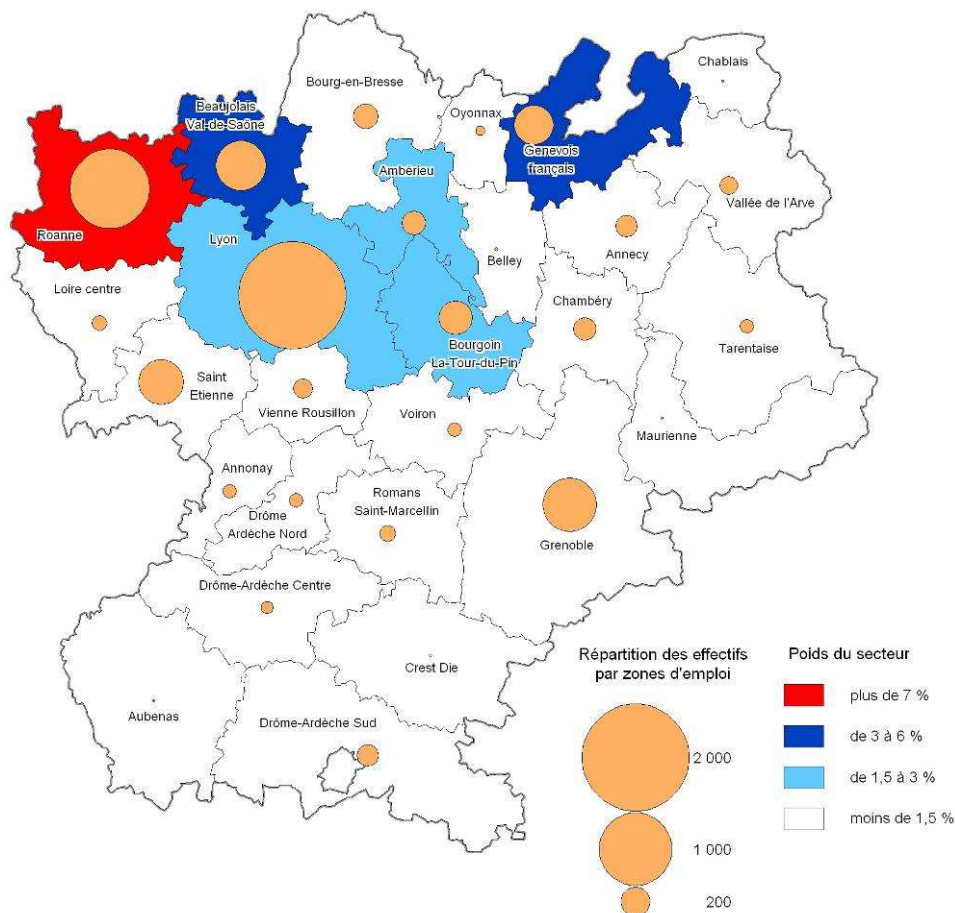 Chablais
Bourg-en-Bresse
Oyonnax
Beaujolais
Val-de-Saône
Genevois
français
Ambérieu
Vallée de l'Arve
Roanne
Lyon
Annecy
Belley
Loire centre
Chambéry
Bourgoin
La-Tour-du-Pin
Tarentaise
Saint
Etienne
Vienne Rousillon
Voiron
Maurienne
Annonay
Romans
Saint-Marcellin
Drôme
Ardèche Nord
Grenoble
Drôme-Ardèche Centre
Crest Die
Aubenas
Drôme-Ardèche Sud
Répartition des effectifs
par zones d'emploi
2 000
1 000
200
Poids du secteur
plus de 7 %
de 3 à 6 %
de 1,5 à 3 %
moins de 1,5 %